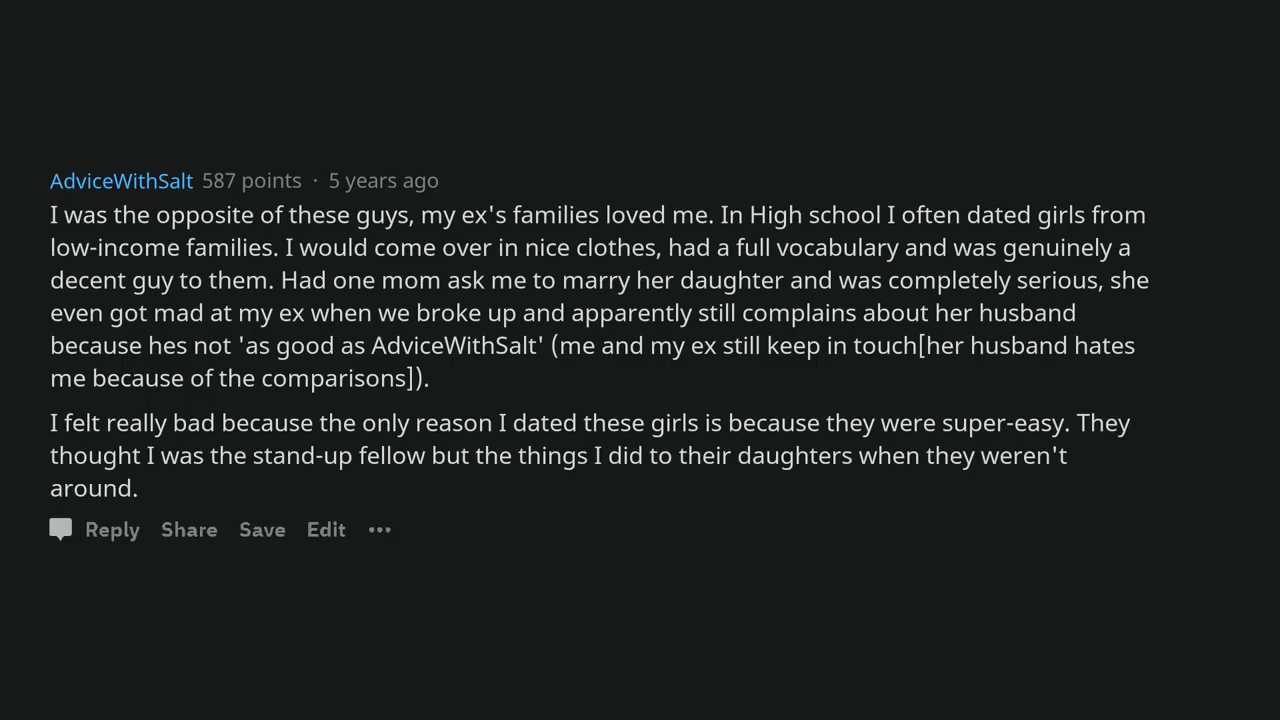 AdviceWithSalt 587 points · 5 years ago
I was the opposite of these guys, my ex's families loved me. In High school I often dated girls from
low-income families. I would come over in nice clothes, had a full vocabulary and was genuinely a
decent guy to them. Had one mom ask me to marry her daughter and was completely serious, she
even got mad at my ex when we broke up and apparently still complains about her husband
because hes not 'as good as AdviceWithSalt' (me and my ex still keep in touch[her husband hates
me because of the comparisons]).
I felt really bad because the only reason I dated these girls is because they were super-easy. They
thought I was the stand-up fellow but the things I did to their daughters when they weren't
around.
Reply Share Save Edit •••